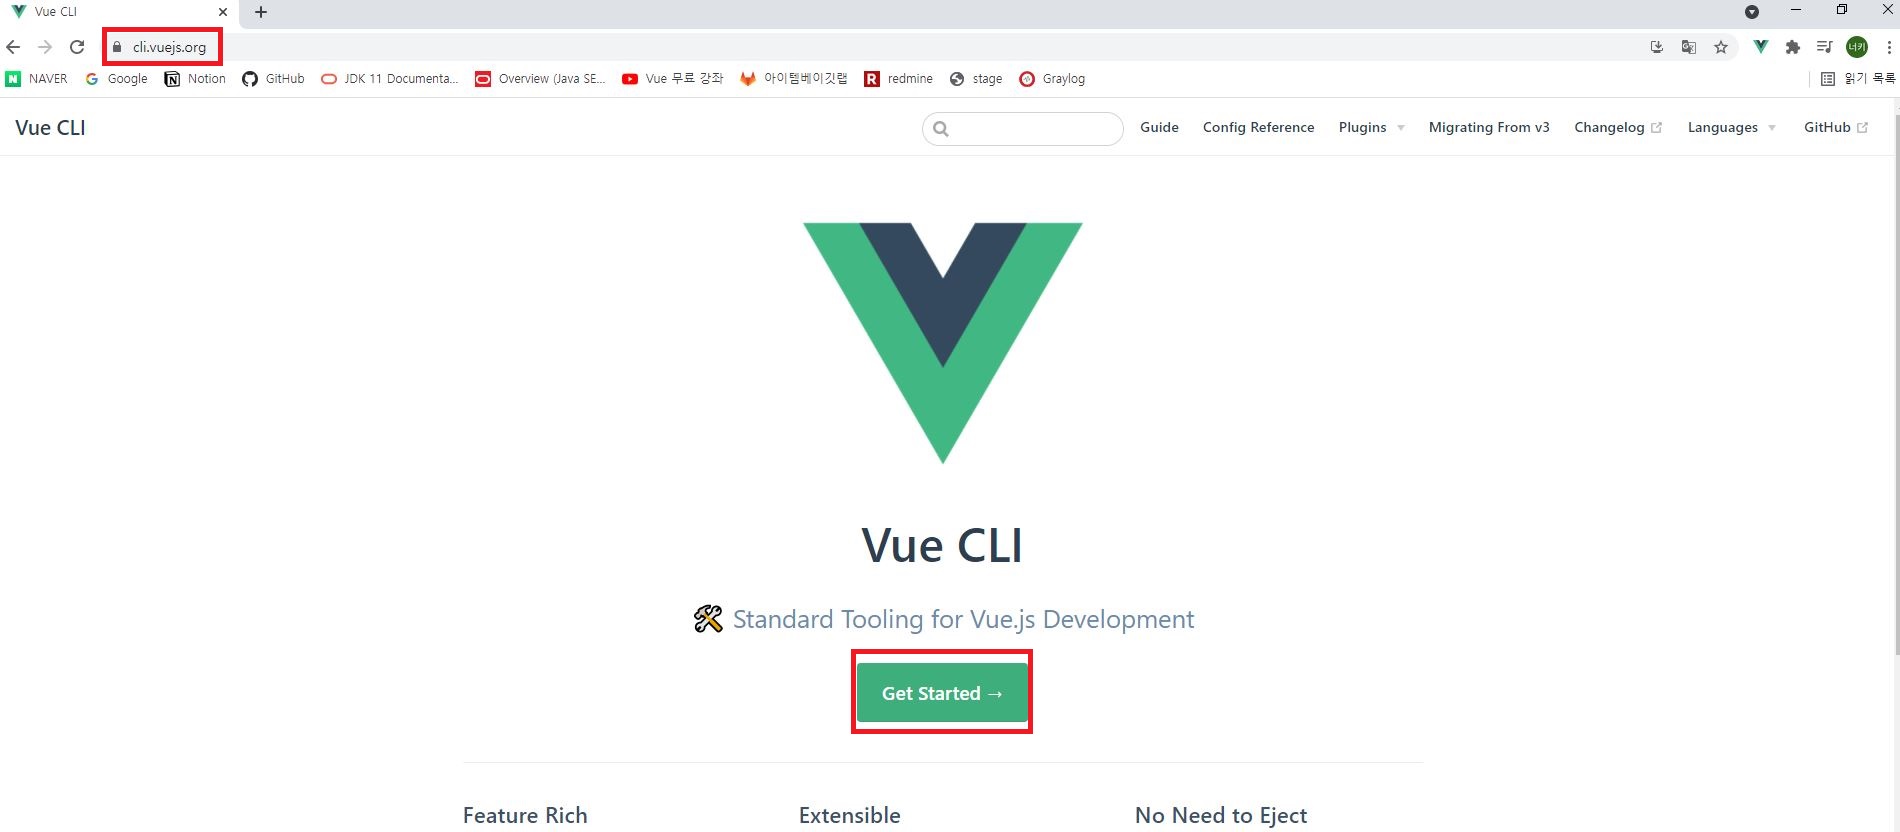 Vue CLI
cli.vuejs.org
너키
NAVER Google Notion GitHub JDK 11 Documenta... Overview (Java SE... Vue 무료 강좌 아이템베이깃랩 redmine stage Graylog 읽기 목록
Vue CLI Guide Config Reference Plugins Migrating From v3 Changelog Languages GitHub
Vue CLI
🛠️ Standard Tooling for Vue.js Development
Get Started →
Feature Rich Extensible No Need to Eject